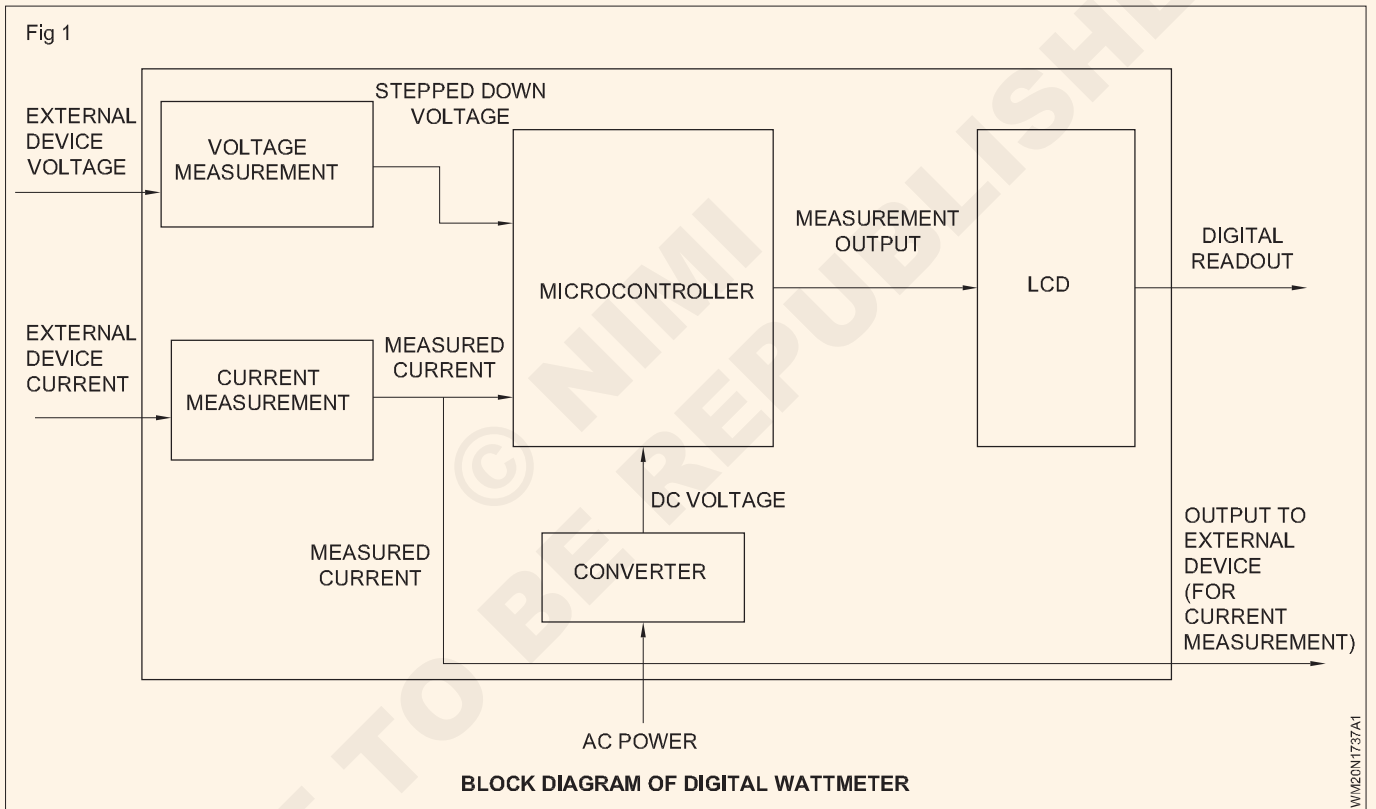 Fig 1
EXTERNAL
DEVICE
VOLTAGE
VOLTAGE
MEASUREMENT
STEPPED DOWN
VOLTAGE
MICROCONTROLLER
MEASUREMENT
OUTPUT
LCD
DIGITAL
READOUT
EXTERNAL
DEVICE
CURRENT
CURRENT
MEASUREMENT
MEASURED
CURRENT
DC VOLTAGE
MEASURED
CURRENT
CONVERTER
OUTPUT TO
EXTERNAL
DEVICE
(FOR
CURRENT
MEASUREMENT)
AC POWER
BLOCK DIAGRAM OF DIGITAL WATTMETER
WM20N1737A1
© NIMI
TO BE REPUBLISHE